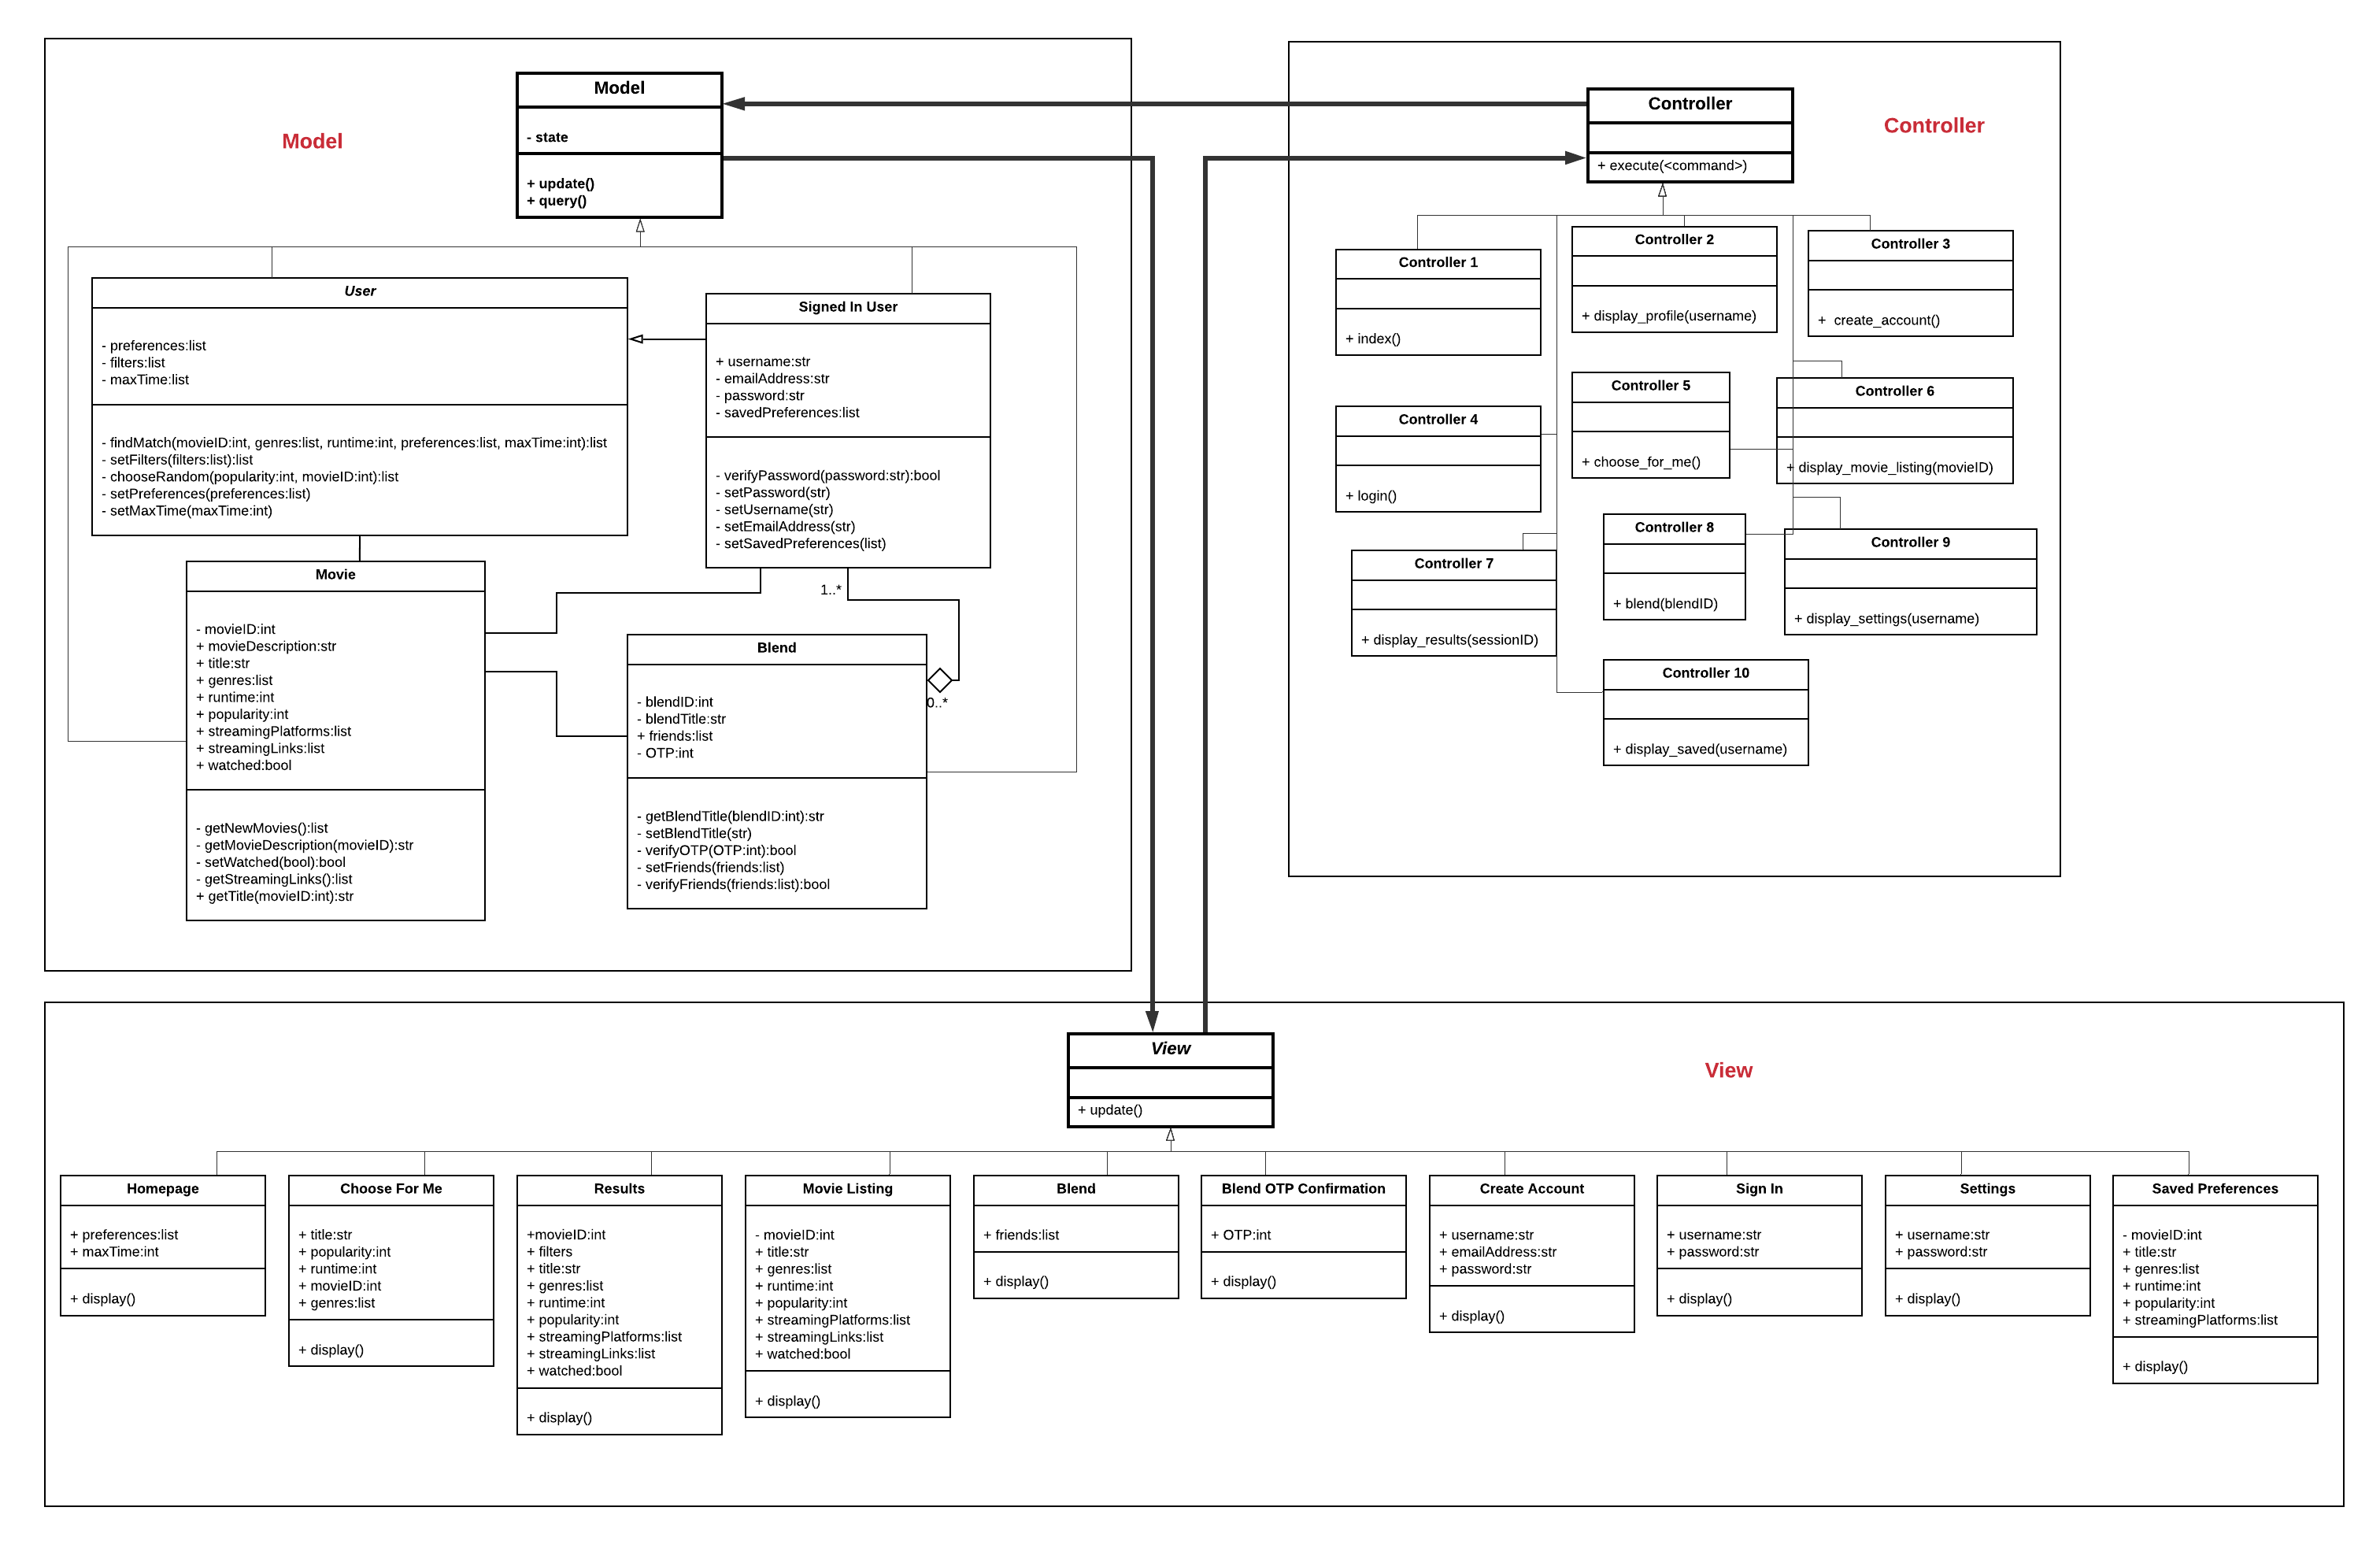 Model
Model
- state
+ update()
+ query()
User
- preferences:list
- filters:list
- maxTime:list
- findMatch(movieID:int, genres:list, runtime:int, preferences:list, maxTime:int):list
- setFilters(filters:list):list
- chooseRandom(popularity:int, movieID:int):list
- setPreferences(preferences:list)
- setMaxTime(maxTime:int)
Signed In User
+ username:str
- emailAddress:str
- password:str
- savedPreferences:list
- verifyPassword(password:str):bool
- setPassword(str)
- setUsername(str)
- setEmailAddress(str)
- setSavedPreferences(list)
1..*
0..*
Movie
- movieID:int
+ movieDescription:str
+ title:str
+ genres:list
+ runtime:int
+ popularity:int
+ streamingPlatforms:list
+ streamingLinks:list
+ watched:bool
- getNewMovies():list
- getMovieDescription(movieID):str
- setWatched(bool):bool
- getStreamingLinks():list
+ getTitle(movieID:int):str
Blend
- blendID:int
- blendTitle:str
+ friends:list
- OTP:int
- getBlendTitle(blendID:int):str
- setBlendTitle(str)
- verifyOTP(OTP:int):bool
- setFriends(friends:list)
- verifyFriends(friends:list):bool
Controller
Controller
+ execute(<command>)
Controller 1
+ index()
Controller 2
+ display_profile(username)
Controller 3
+ create_account()
Controller 4
+ login()
Controller 5
+ choose_for_me()
Controller 6
+ display_movie_listing(movieID)
Controller 7
+ display_results(sessionID)
Controller 8
+ blend(blendID)
Controller 9
+ display_settings(username)
Controller 10
+ display_saved(username)
View
View
+ update()
Homepage
+ preferences:list
+ maxTime:int
+ display()
Choose For Me
+ title:str
+ popularity:int
+ runtime:int
+ movieID:int
+ genres:list
+ display()
Results
+movieID:int
+ filters
+ title:str
+ genres:list
+ runtime:int
+ popularity:int
+ streamingPlatforms:list
+ streamingLinks:list
+ watched:bool
+ display()
Movie Listing
- movieID:int
+ title:str
+ genres:list
+ runtime:int
+ popularity:int
+ streamingPlatforms:list
+ streamingLinks:list
+ watched:bool
+ display()
Blend
+ friends:list
+ display()
Blend OTP Confirmation
+ OTP:int
+ display()
Create Account
+ username:str
+ emailAddress:str
+ password:str
+ display()
Sign In
+ username:str
+ password:str
+ display()
Settings
+ username:str
+ password:str
+ display()
Saved Preferences
- movieID:int
+ title:str
+ genres:list
+ runtime:int
+ popularity:int
+ streamingPlatforms:list
+ display()